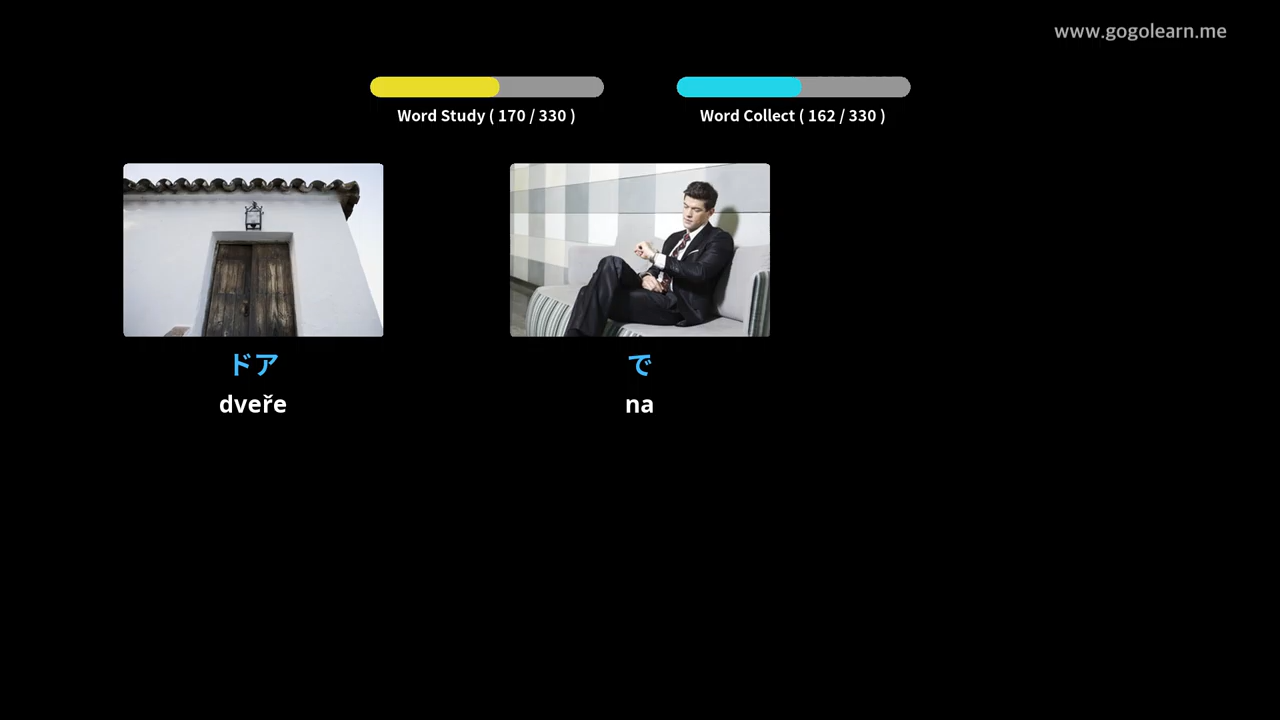 www.gogolearn.me
Word Study ( 170 / 330 )
Word Collect ( 162 / 330 )
ドア
で
dveře
na